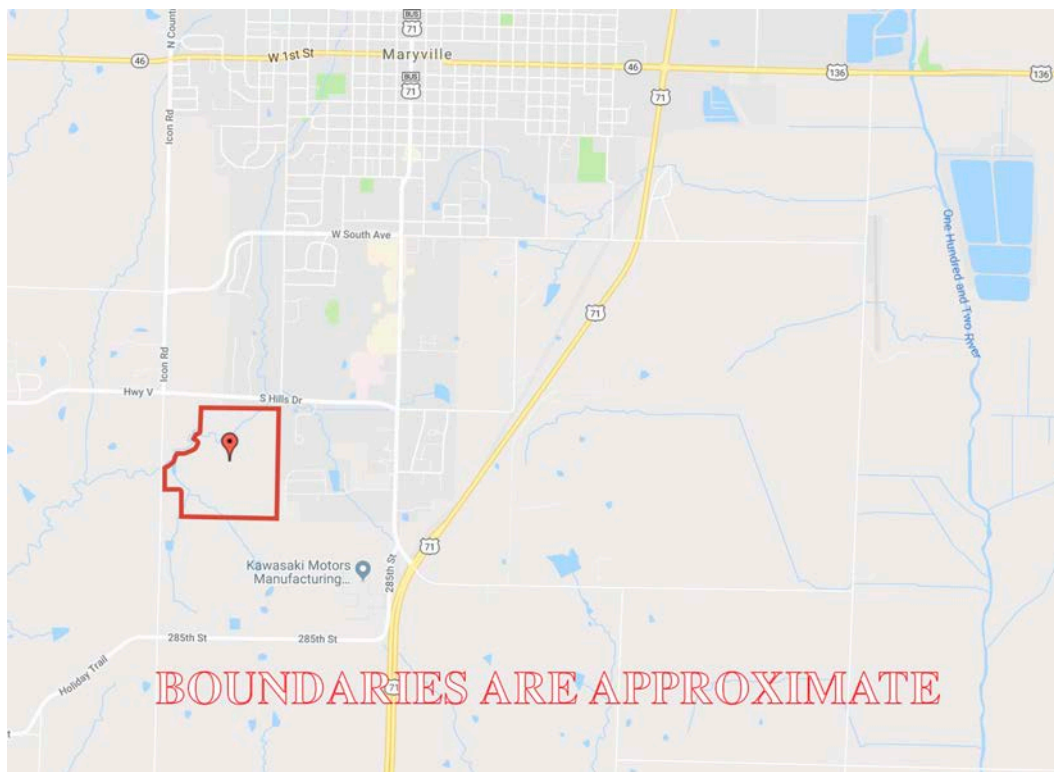 BUS
71
N Count
46
W 1st St
Maryville
BUS
71
46
136
136
71
Icon Rd
One Hundred and Two River
W South Ave
71
Icon Rd
Hwy V
S Hills Dr
71
Kawasaki Motors
Manufacturing...
285th St
285th St
285th St
Holiday Trail
71
BOUNDARIES ARE APPROXIMATE
t